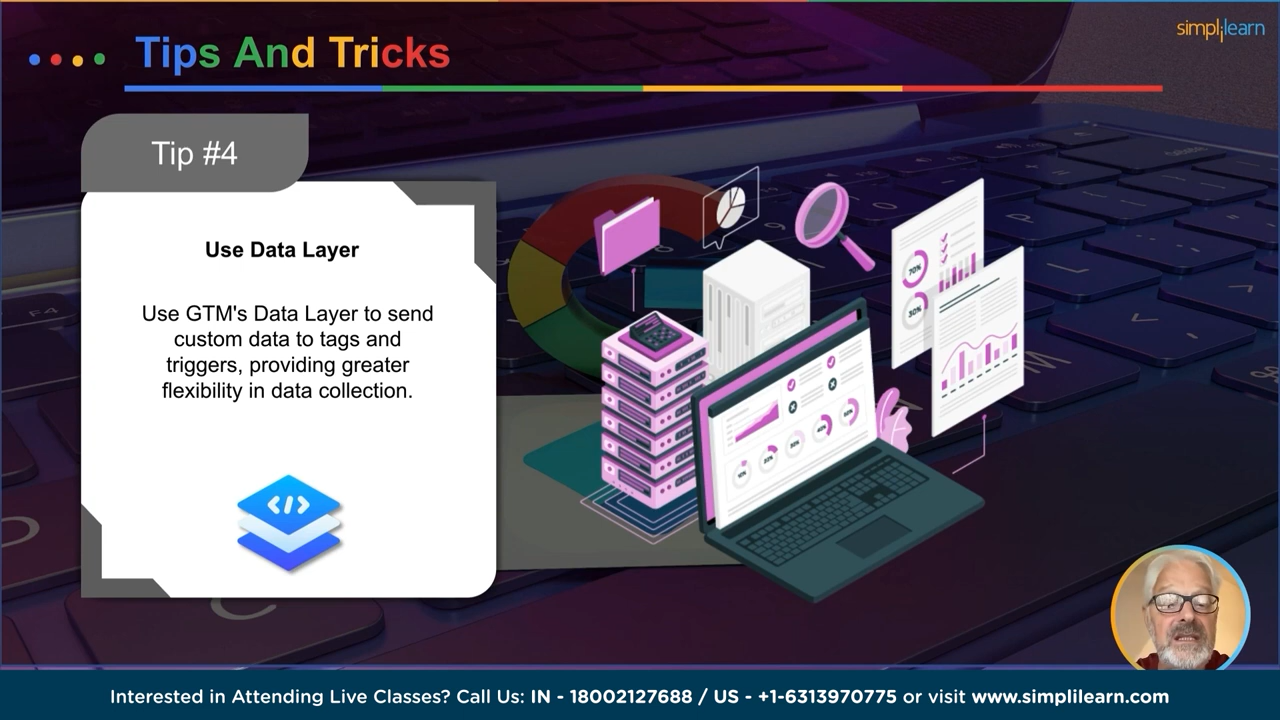 simplilearn
Tips And Tricks
Tip #4
Use Data Layer
Use GTM's Data Layer to send
custom data to tags and
triggers, providing greater
flexibility in data collection.
</>
70%
30%
Interested in Attending Live Classes? Call Us: IN - 18002127688 / US - +1-6313970775 or visit www.simplilearn.com